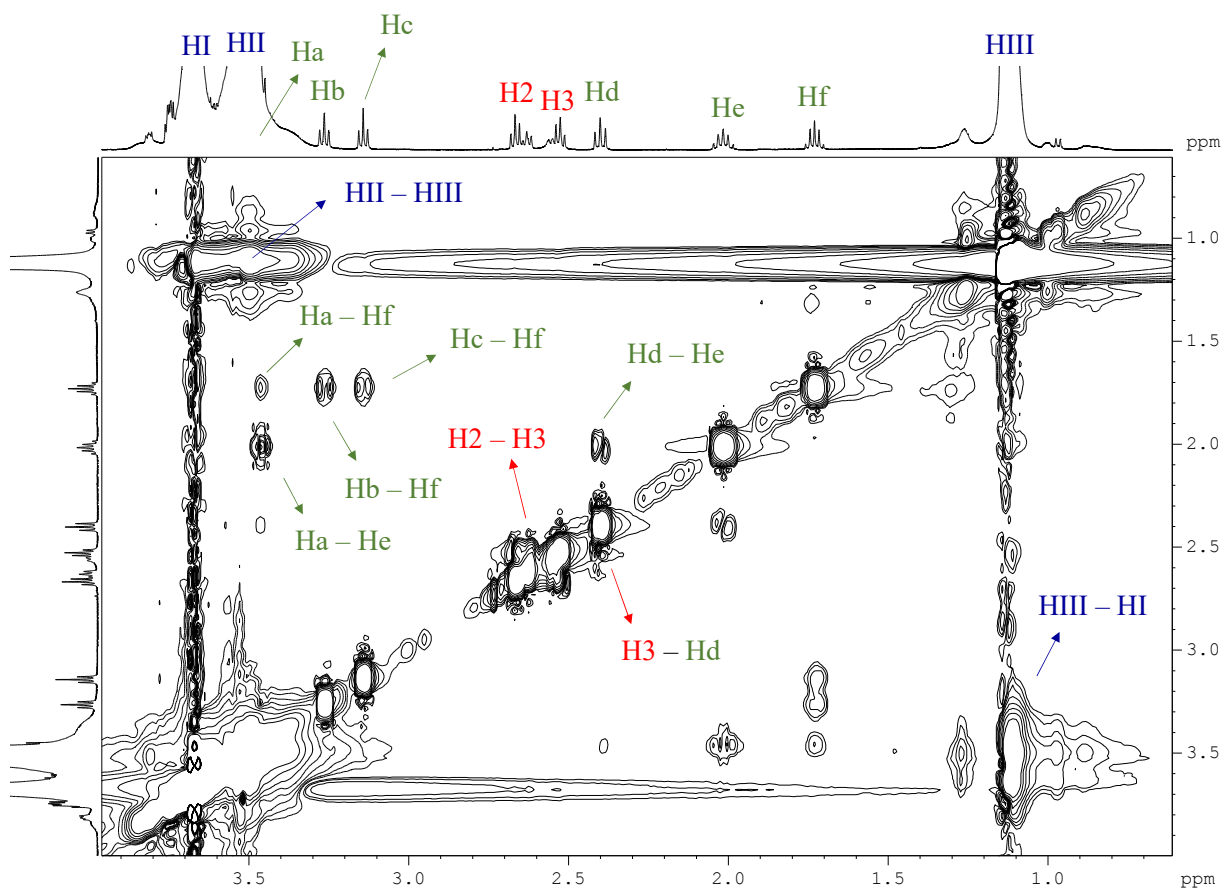 HI
HII
Ha
Hb
Hc
H2
H3
Hd
He
Hf
HIII
ppm
HII – HIII
1.0
Ha – Hf
Hc – Hf
Hd – He
1.5
H2 – H3
2.0
Hb – Hf
Ha – He
2.5
HIII – HI
H3 – Hd
3.0
3.5
3.5
3.0
2.5
2.0
1.5
1.0
ppm